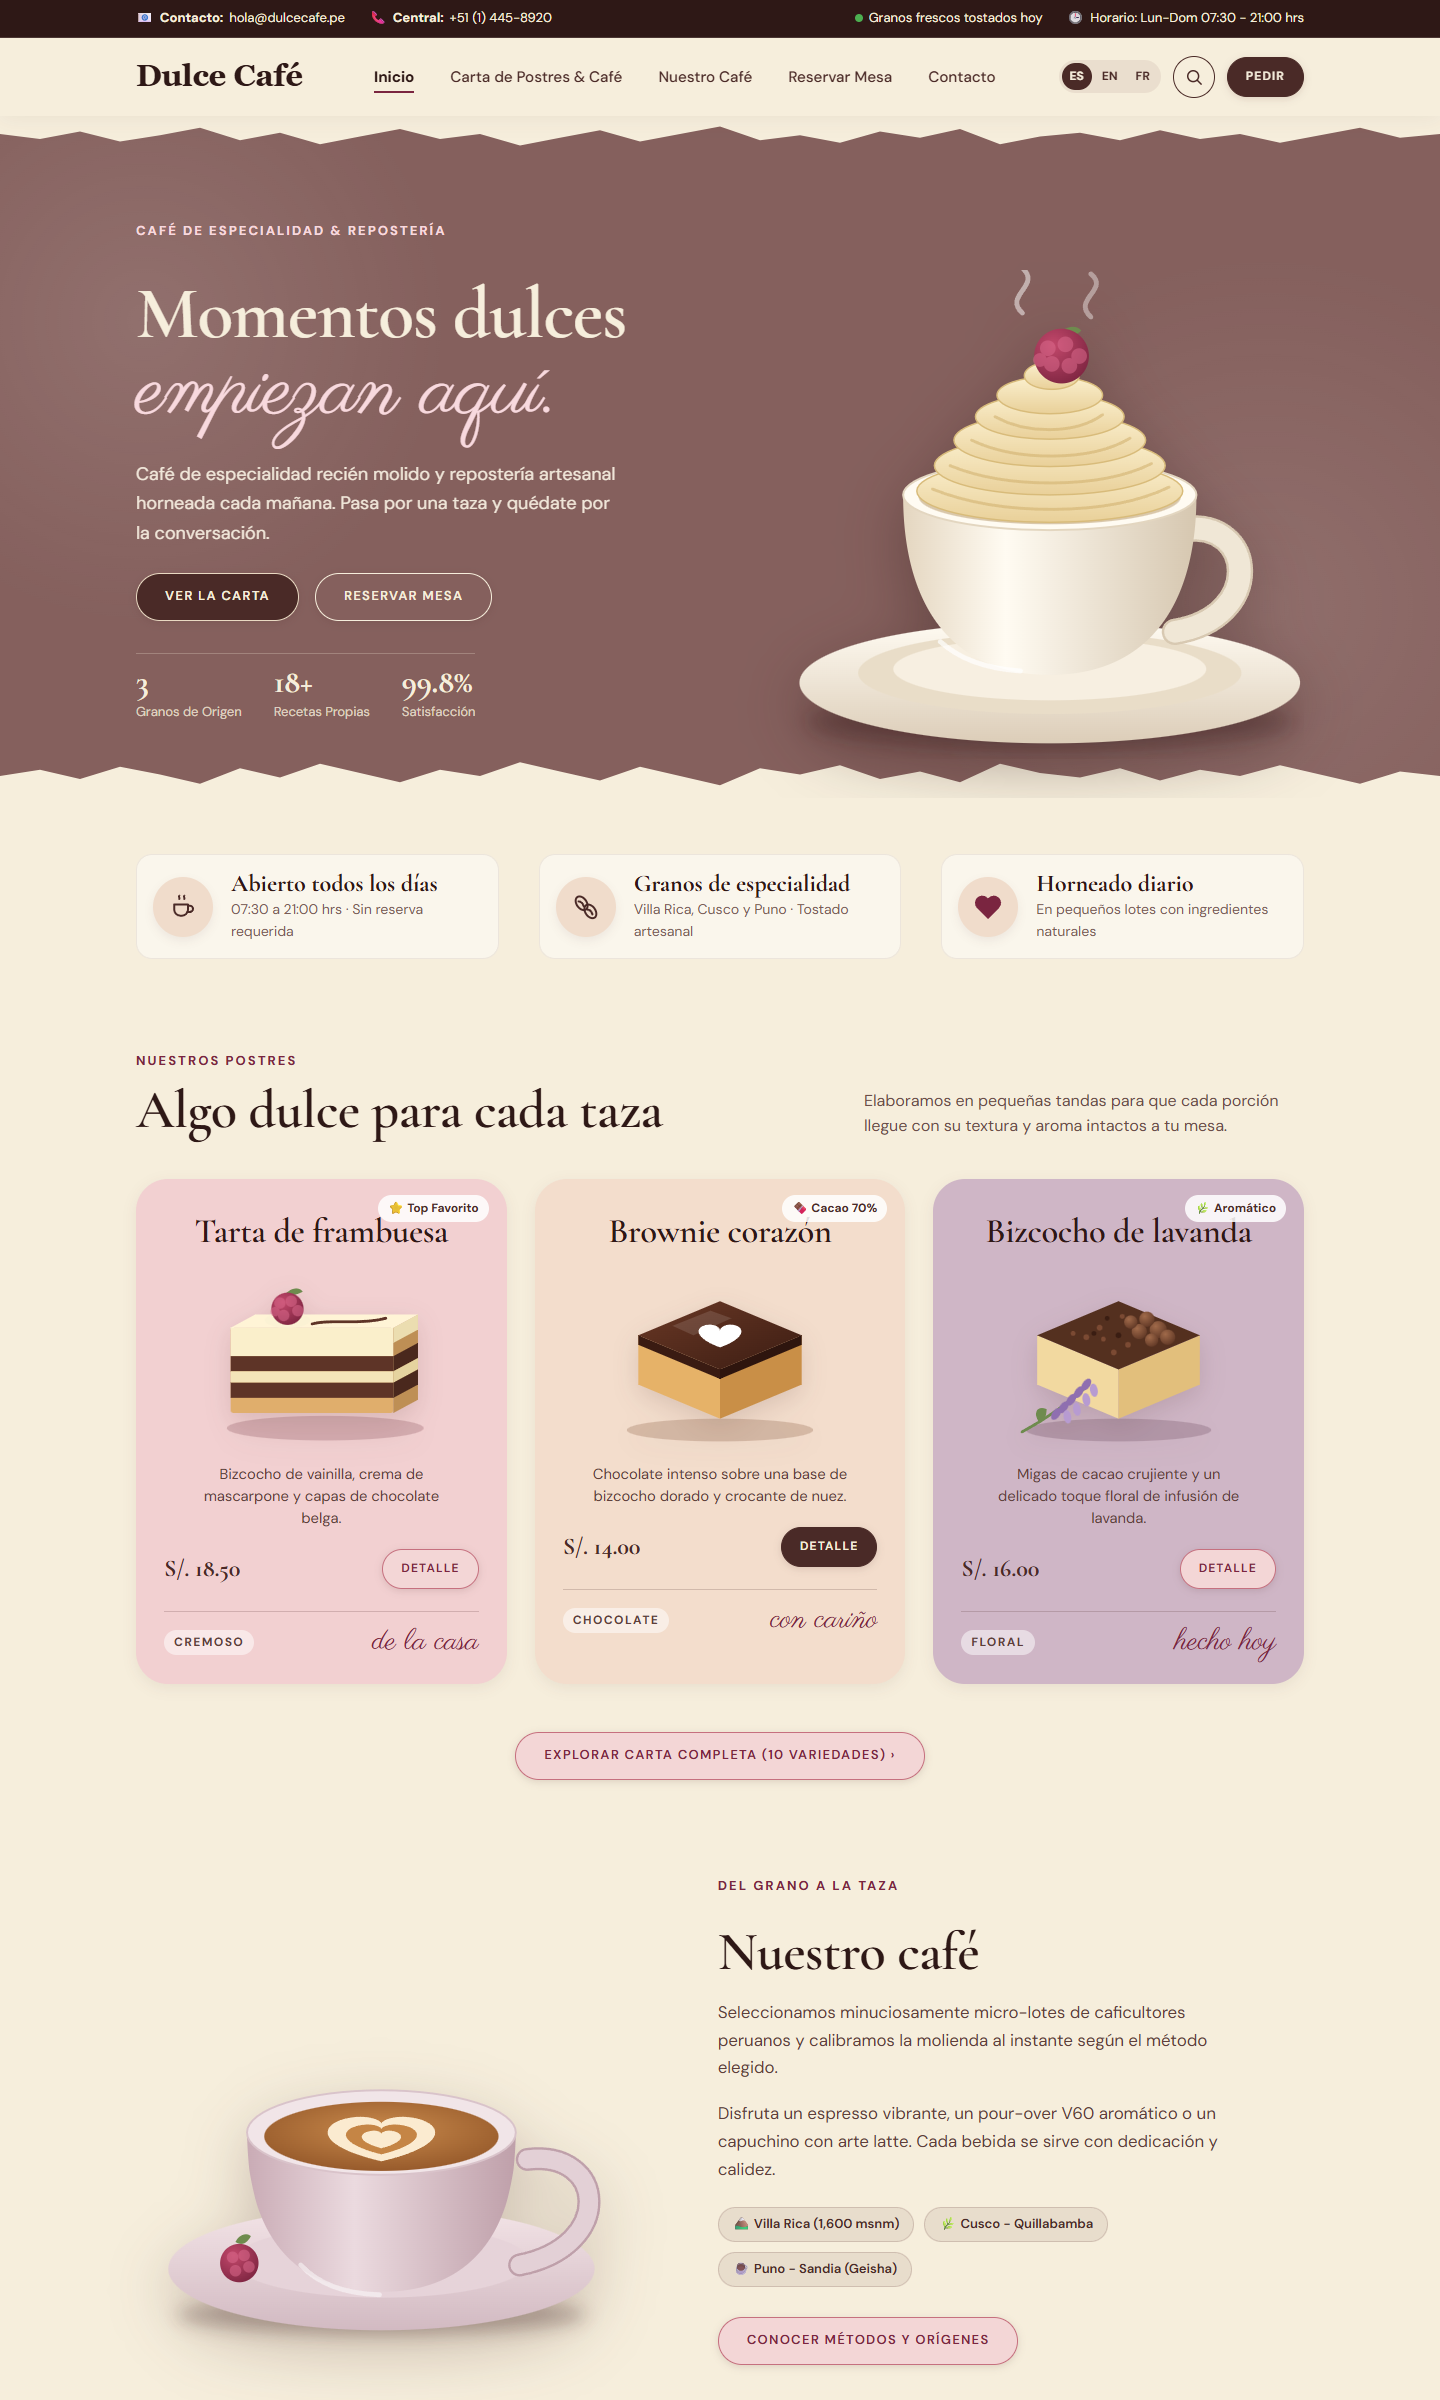 Contacto: hola@dulcecafe.pe
Central: +51 (1) 445-8920
Granos frescos tostados hoy
Horario: Lun-Dom 07:30 - 21:00 hrs
Dulce Café
Inicio
Carta de Postres & Café
Nuestro Café
Reservar Mesa
Contacto
ES EN FR
PEDIR
CAFÉ DE ESPECIALIDAD & REPOSTERÍA
Momentos dulces
empiezan aquí.
Café de especialidad recién molido y repostería artesanal
horneada cada mañana. Pasa por una taza y quédate por
la conversación.
VER LA CARTA
RESERVAR MESA
3
Granos de Origen
18+
Recetas Propias
99.8%
Satisfacción
Abierto todos los días
07:30 a 21:00 hrs · Sin reserva
requerida
Granos de especialidad
Villa Rica, Cusco y Puno · Tostado
artesanal
Horneado diario
En pequeños lotes con ingredientes
naturales
NUESTROS POSTRES
Algo dulce para cada taza
Elaboramos en pequeñas tandas para que cada porción
llegue con su textura y aroma intactos a tu mesa.
Top Favorito
Tarta de frambuesa
Bizcocho de vainilla, crema de
mascarpone y capas de chocolate
belga.
S/. 18.50
DETALLE
CREMOSO
de la casa
Cacao 70%
Brownie corazón
Chocolate intenso sobre una base de
bizcocho dorado y crocante de nuez.
S/. 14.00
DETALLE
CHOCOLATE
con cariño
Aromático
Bizcocho de lavanda
Migas de cacao crujiente y un
delicado toque floral de infusión de
lavanda.
S/. 16.00
DETALLE
FLORAL
hecho hoy
EXPLORAR CARTA COMPLETA (10 VARIEDADES) ›
DEL GRANO A LA TAZA
Nuestro café
Seleccionamos minuciosamente micro-lotes de caficultores
peruanos y calibramos la molienda al instante según el método
elegido.
Disfruta un espresso vibrante, un pour-over V60 aromático o un
capuchino con arte latte. Cada bebida se sirve con dedicación y
calidez.
Villa Rica (1,600 msnm)
Cusco - Quillabamba
Puno - Sandia (Geisha)
CONOCER MÉTODOS Y ORÍGENES